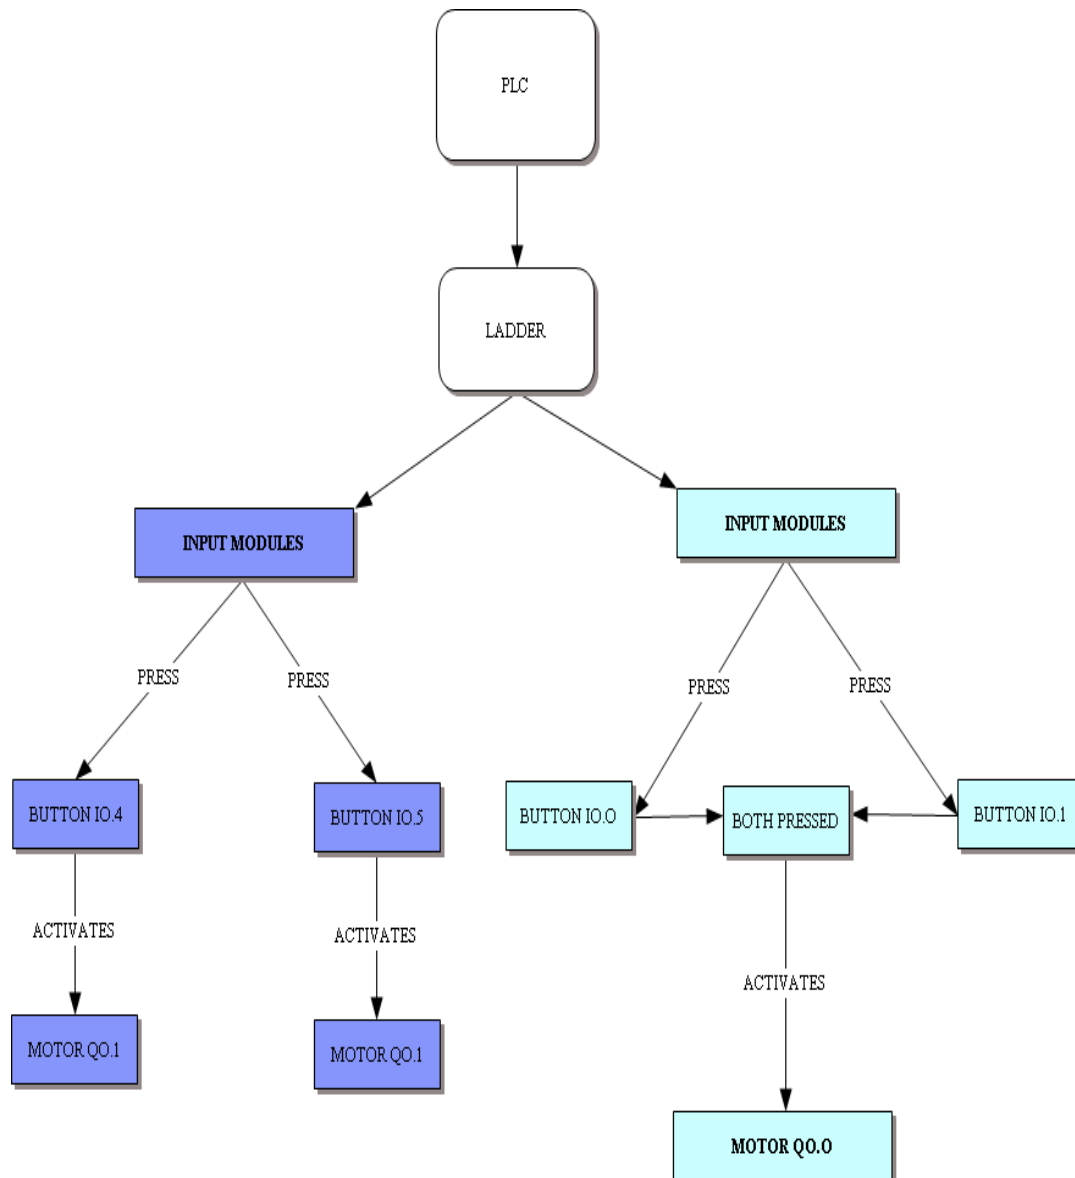 PLC
LADDER
INPUT MODULES
INPUT MODULES
PRESS
PRESS
PRESS
PRESS
BUTTON IO.4
BUTTON IO.5
BUTTON IO.O
BOTH PRESSED
BUTTON IO.1
ACTIVATES
ACTIVATES
ACTIVATES
MOTOR QO.1
MOTOR QO.1
MOTOR QO.O